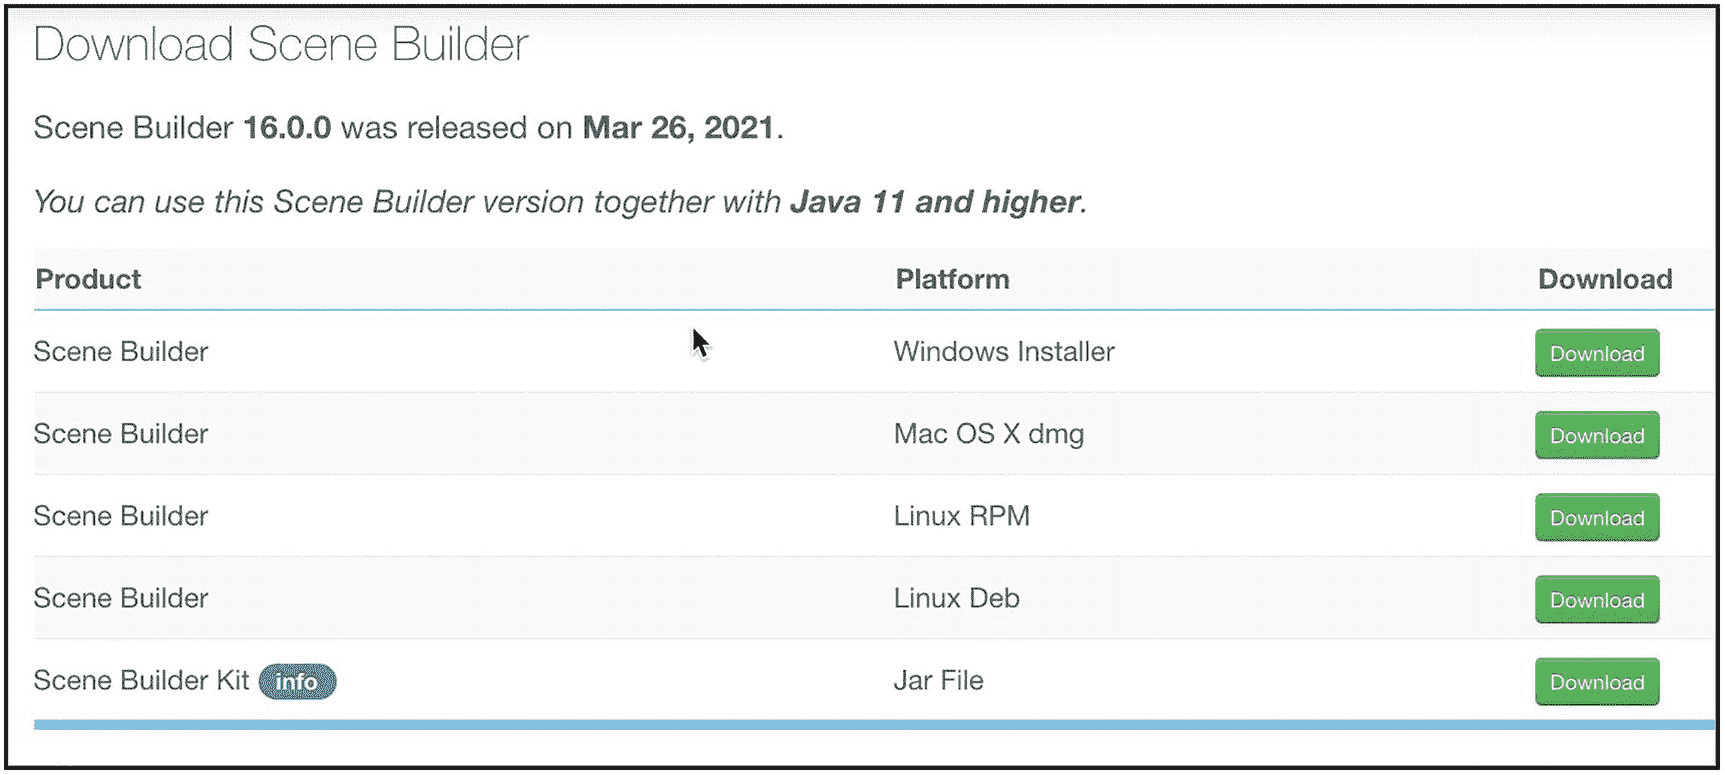 Download Scene Builder
Scene Builder 16.0.0 was released on Mar 26, 2021.
You can use this Scene Builder version together with Java 11 and higher.
Product Platform Download
Scene Builder Windows Installer Download
Scene Builder Mac OS X dmg Download
Scene Builder Linux RPM Download
Scene Builder Linux Deb Download
Scene Builder Kit info Jar File Download